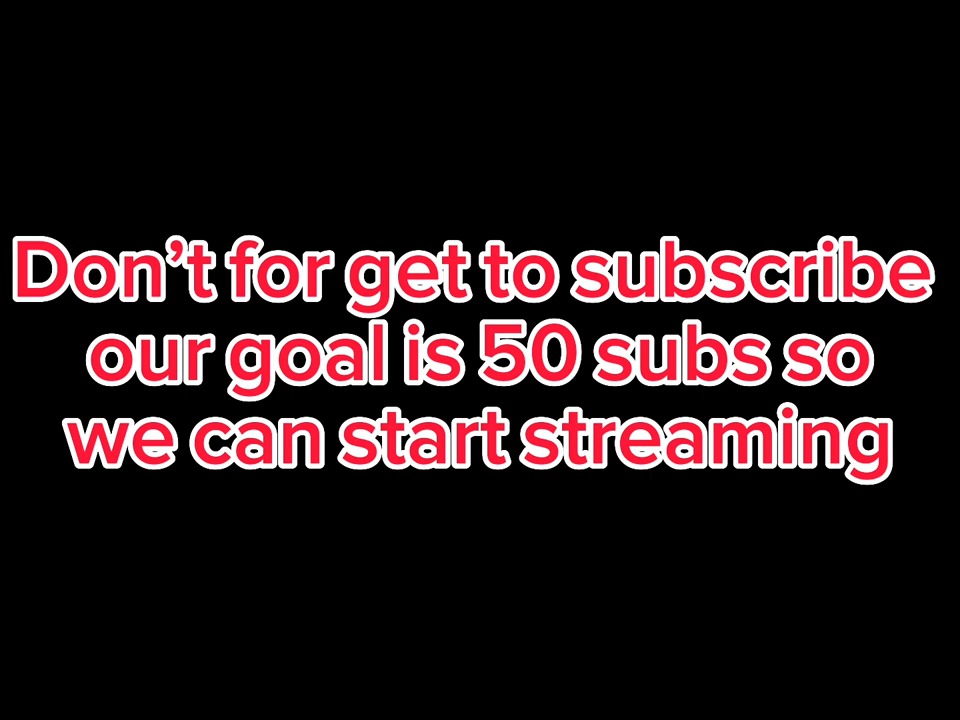 Don’t for get to subscribe
our goal is 50 subs so
we can start streaming